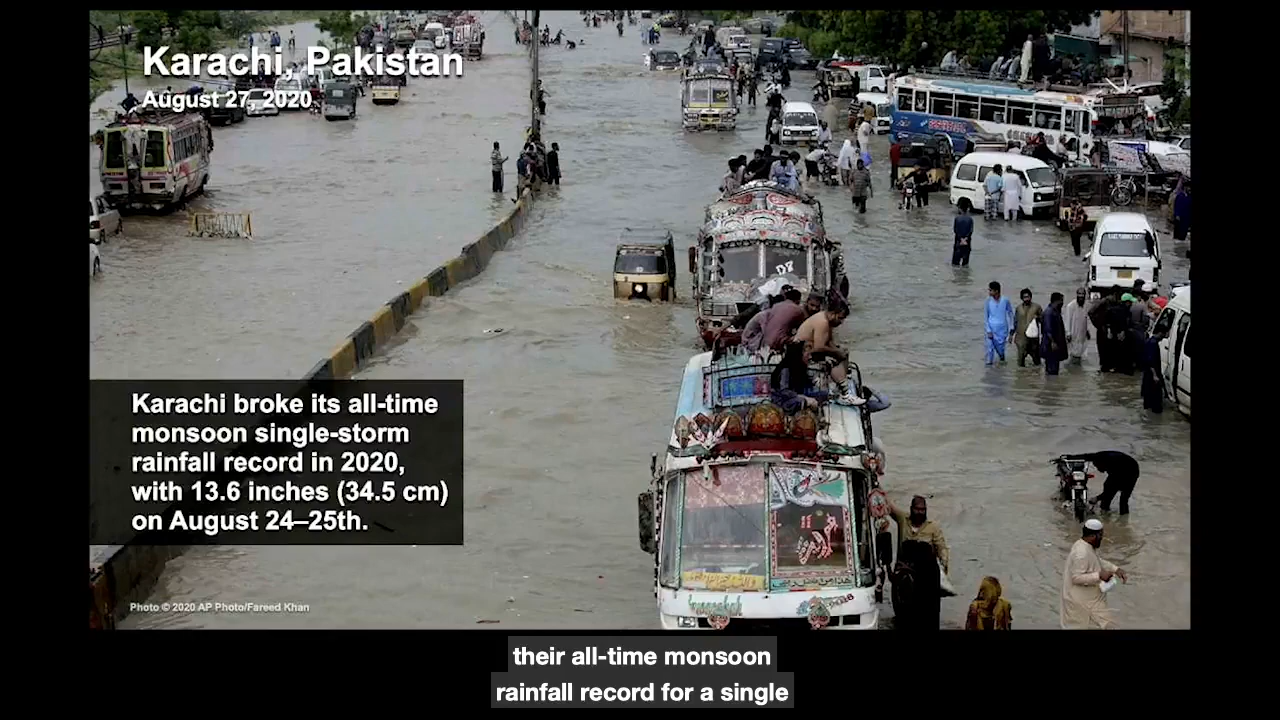 Karachi, Pakistan
August 27, 2020
Karachi broke its all-time
monsoon single-storm
rainfall record in 2020,
with 13.6 inches (34.5 cm)
on August 24–25th.
Photo © 2020 AP Photo/Fareed Khan
their all-time monsoon
rainfall record for a single